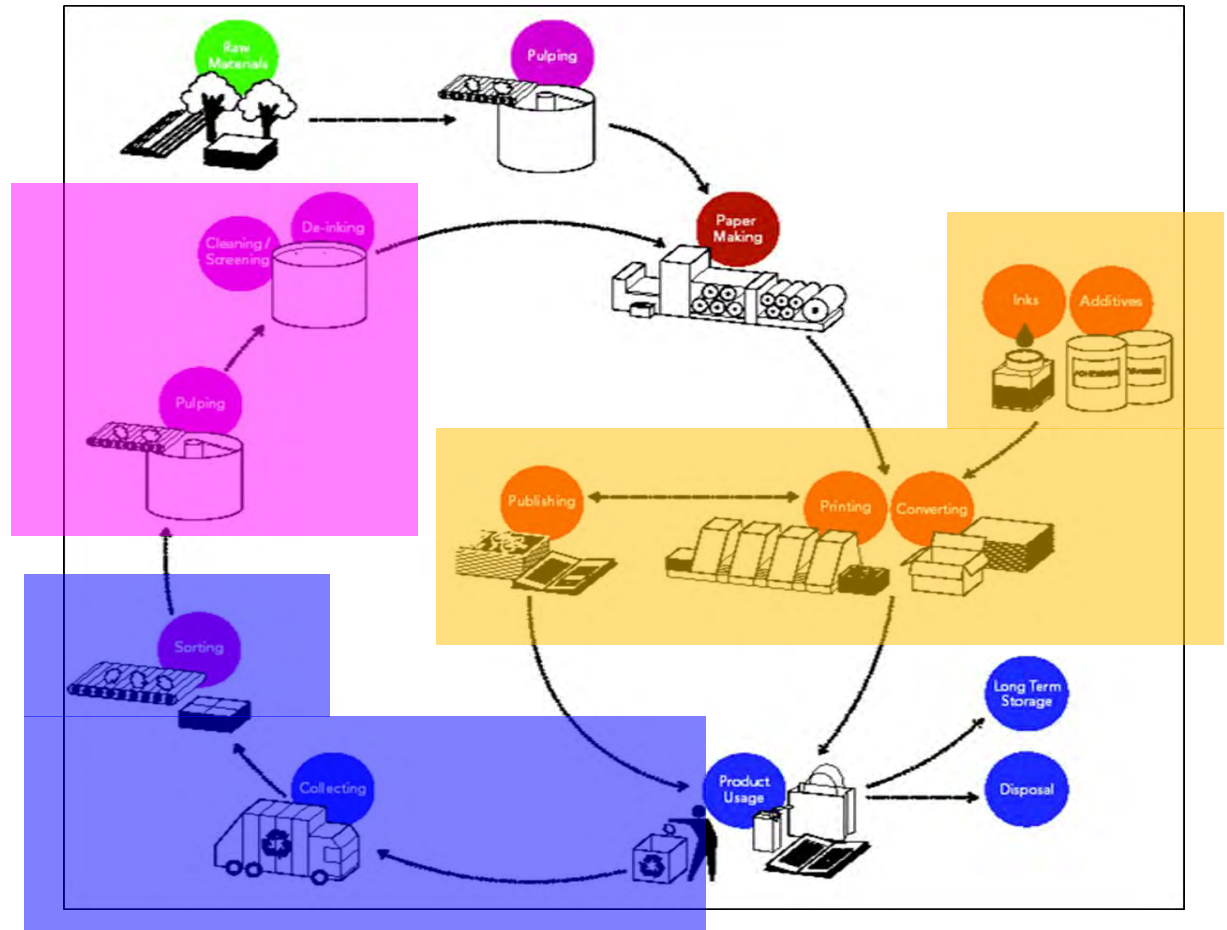 Raw
Materials
Pulping
De-inking
Cleaning /
Screening
Paper
Making
Inks
Additives
Pulping
Publishing
Printing
Converting
Sorting
Long Term
Storage
Collecting
Product
Usage
Disposal